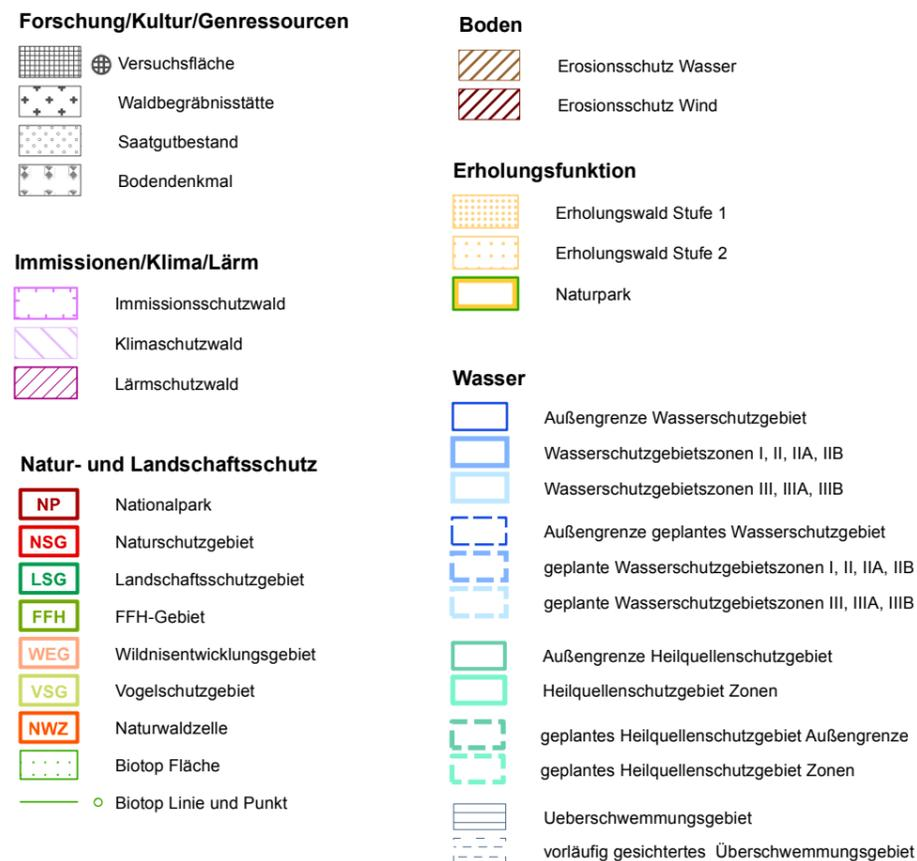 Forschung/Kultur/Genressourcen
Versuchsfläche
Waldbegräbnisstätte
Saatgutbestand
Bodendenkmal
Immissionen/Klima/Lärm
Immissionsschutzwald
Klimaschutzwald
Lärmschutzwald
Natur- und Landschaftsschutz
NP Nationalpark
NSG Naturschutzgebiet
LSG Landschaftsschutzgebiet
FFH FFH-Gebiet
WEG Wildnisentwicklungsgebiet
VSG Vogelschutzgebiet
NWZ Naturwaldzelle
Biotop Fläche
Biotop Linie und Punkt
Boden
Erosionsschutz Wasser
Erosionsschutz Wind
Erholungsfunktion
Erholungswald Stufe 1
Erholungswald Stufe 2
Naturpark
Wasser
Außengrenze Wasserschutzgebiet
Wasserschutzgebietszonen I, II, IIA, IIB
Wasserschutzgebietszonen III, IIIA, IIIB
Außengrenze geplantes Wasserschutzgebiet
geplante Wasserschutzgebietszonen I, II, IIA, IIB
geplante Wasserschutzgebietszonen III, IIIA, IIIB
Außengrenze Heilquellenschutzgebiet
Heilquellenschutzgebiet Zonen
geplantes Heilquellenschutzgebiet Außengrenze
geplantes Heilquellenschutzgebiet Zonen
Ueberschwemmungsgebiet
vorläufig gesichtertes Überschwemmungsgebiet